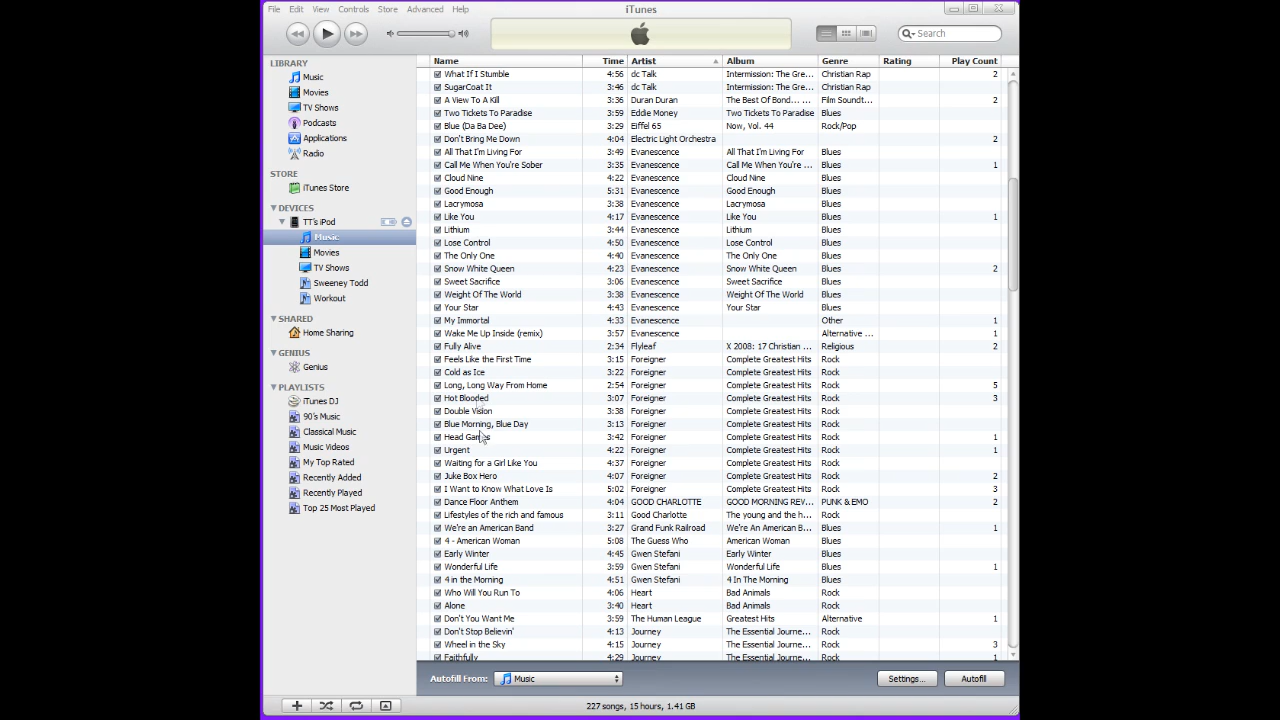 File Edit View Controls Store Advanced Help
iTunes
Search
LIBRARY
Music
Movies
TV Shows
Podcasts
Applications
Radio
STORE
iTunes Store
DEVICES
TT's iPod
Music
Movies
TV Shows
Sweeney Todd
Workout
SHARED
Home Sharing
GENIUS
Genius
PLAYLISTS
iTunes DJ
90's Music
Classical Music
Music Videos
My Top Rated
Recently Added
Recently Played
Top 25 Most Played
Name Time Artist Album Genre Rating Play Count
What If I Stumble 4:56 dc Talk Intermission: The Gre... Christian Rap 2
SugarCoat It 3:46 dc Talk Intermission: The Gre... Christian Rap
A View To A Kill 3:36 Duran Duran The Best Of Bond... ... Film Soundt... 2
Two Tickets To Paradise 3:39 Eddie Money Two Tickets To Paradise Blues
Blue (Da Ba Dee) 3:29 Eiffel 65 Now, Vol. 44 Rock/Pop
Don't Bring Me Down 4:04 Electric Light Orchestra 2
All That I'm Living For 3:49 Evanescence All That I'm Living For Blues
Call Me When You're Sober 3:35 Evanescence Call Me When You're ... Blues 1
Cloud Nine 4:22 Evanescence Cloud Nine Blues
Good Enough 5:31 Evanescence Good Enough Blues
Lacrymosa 3:38 Evanescence Lacrymosa Blues
Like You 4:17 Evanescence Like You Blues 1
Lithium 3:44 Evanescence Lithium Blues
Lose Control 4:50 Evanescence Lose Control Blues
The Only One 4:40 Evanescence The Only One Blues
Snow White Queen 4:23 Evanescence Snow White Queen Blues 2
Sweet Sacrifice 3:06 Evanescence Sweet Sacrifice Blues
Weight Of The World 3:38 Evanescence Weight Of The World Blues
Your Star 4:43 Evanescence Your Star Blues
My Immortal 4:33 Evanescence Other 1
Wake Me Up Inside (remix) 3:57 Evanescence Alternative ... 1
Fully Alive 2:34 Flyleaf X 2008: 17 Christian ... Religious 2
Feels Like the First Time 3:15 Foreigner Complete Greatest Hits Rock
Cold as Ice 3:22 Foreigner Complete Greatest Hits Rock
Long, Long Way From Home 2:54 Foreigner Complete Greatest Hits Rock 5
Hot Blooded 3:07 Foreigner Complete Greatest Hits Rock 3
Double Vision 3:38 Foreigner Complete Greatest Hits Rock
Blue Morning, Blue Day 3:13 Foreigner Complete Greatest Hits Rock
Head Games 3:42 Foreigner Complete Greatest Hits Rock 1
Urgent 4:22 Foreigner Complete Greatest Hits Rock 1
Waiting for a Girl Like You 4:37 Foreigner Complete Greatest Hits Rock
Juke Box Hero 4:07 Foreigner Complete Greatest Hits Rock 2
I Want to Know What Love Is 5:02 Foreigner Complete Greatest Hits Rock 3
Dance Floor Anthem 4:04 GOOD CHARLOTTE GOOD MORNING REV... PUNK & EMO 2
Lifestyles of the rich and famous 3:11 Good Charlotte The young and the h... Rock
We're an American Band 3:27 Grand Funk Railroad We're An American B... Blues 1
4 - American Woman 5:08 The Guess Who American Woman Blues
Early Winter 4:45 Gwen Stefani Early Winter Blues
Wonderful Life 3:59 Gwen Stefani Wonderful Life Blues 1
4 in the Morning 4:51 Gwen Stefani 4 In The Morning Blues
Who Will You Run To 4:06 Heart Bad Animals Rock
Alone 3:40 Heart Bad Animals Rock
Don't You Want Me 3:59 The Human League Greatest Hits Alternative 1
Don't Stop Believin' 4:13 Journey The Essential Journe... Rock
Wheel in the Sky 4:15 Journey The Essential Journe... Rock 3
Faithfully 4:29 Journey The Essential Journe... Rock 1
Autofill From: Music Settings... Autofill
227 songs, 15 hours, 1.41 GB